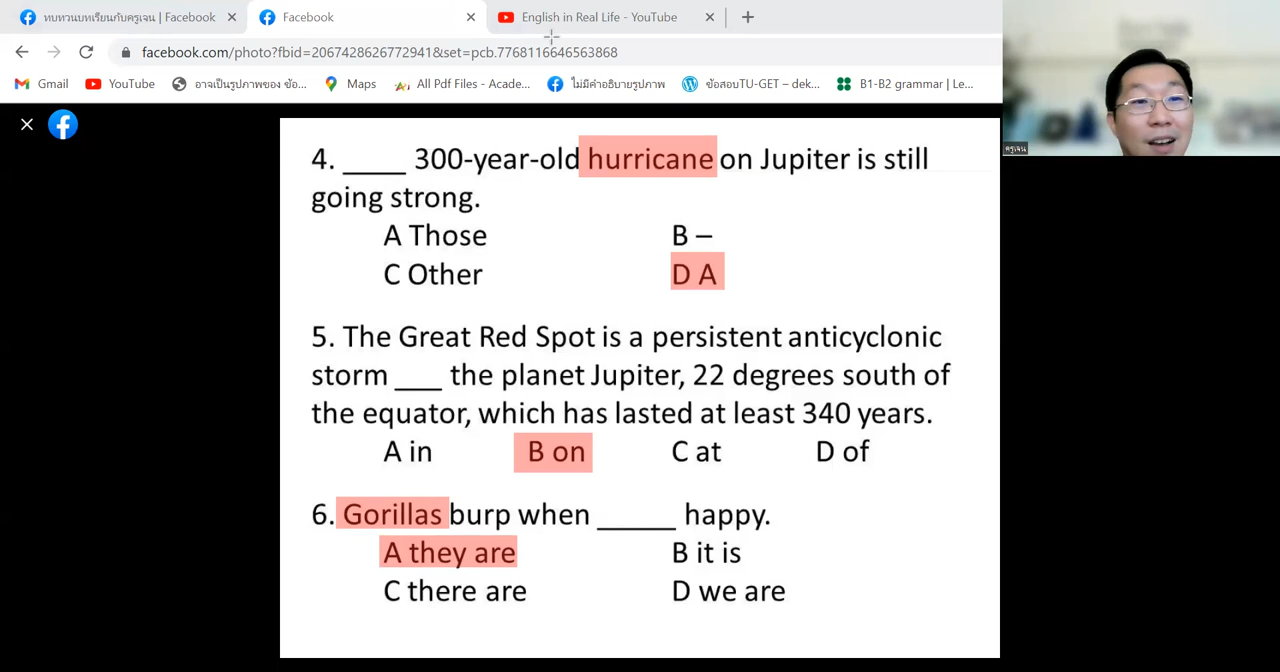 ทบทวนบทเรียนกับครูเจน | Facebook
Facebook
English in Real Life - YouTube
facebook.com/photo?fbid=2067428626772941&set=pcb.7768116646563868
Gmail
YouTube
อาจเป็นรูปภาพของ ข้อ...
Maps
All Pdf Files - Acade...
ไม่มีคำอธิบายรูปภาพ
ข้อสอบTU-GET – dek...
B1-B2 grammar | Le...
ครูเจน
4. _____ 300-year-old hurricane on Jupiter is still
going strong.
A Those B –
C Other D A
5. The Great Red Spot is a persistent anticyclonic
storm ___ the planet Jupiter, 22 degrees south of
the equator, which has lasted at least 340 years.
A in B on C at D of
6. Gorillas burp when ______ happy.
A they are B it is
C there are D we are